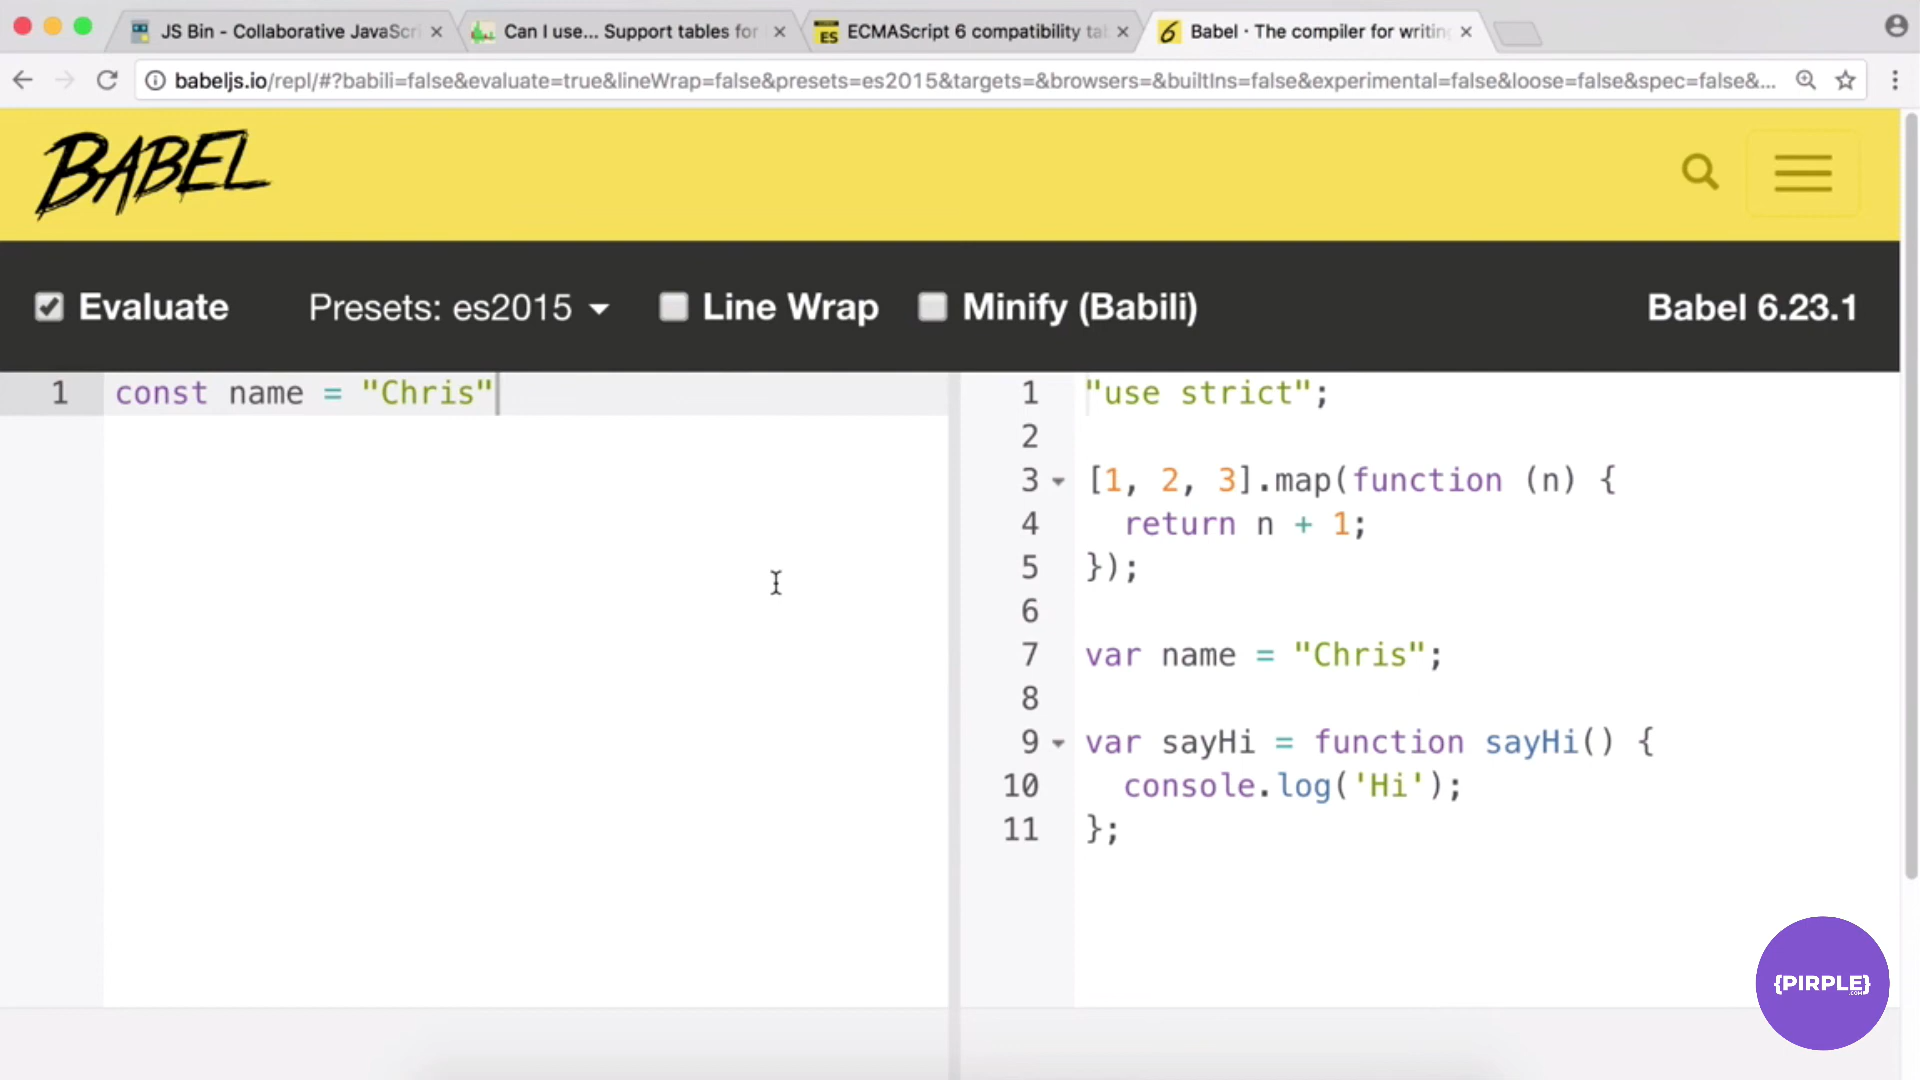 JS Bin - Collaborative JavaScri
Can I use... Support tables for
ECMAScript 6 compatibility ta
Babel · The compiler for writing
babeljs.io/repl/#?babili=false&evaluate=true&lineWrap=false&presets=es2015&targets=&browsers=&builtIns=false&experimental=false&loose=false&spec=false&...
BABEL
Evaluate
Presets: es2015
Line Wrap
Minify (Babili)
Babel 6.23.1
1 const name = "Chris"
1 "use strict";
2
3 [1, 2, 3].map(function (n) {
4 return n + 1;
5 });
6
7 var name = "Chris";
8
9 var sayHi = function sayHi() {
10 console.log('Hi');
11 };
{PIRPLE}
.COM